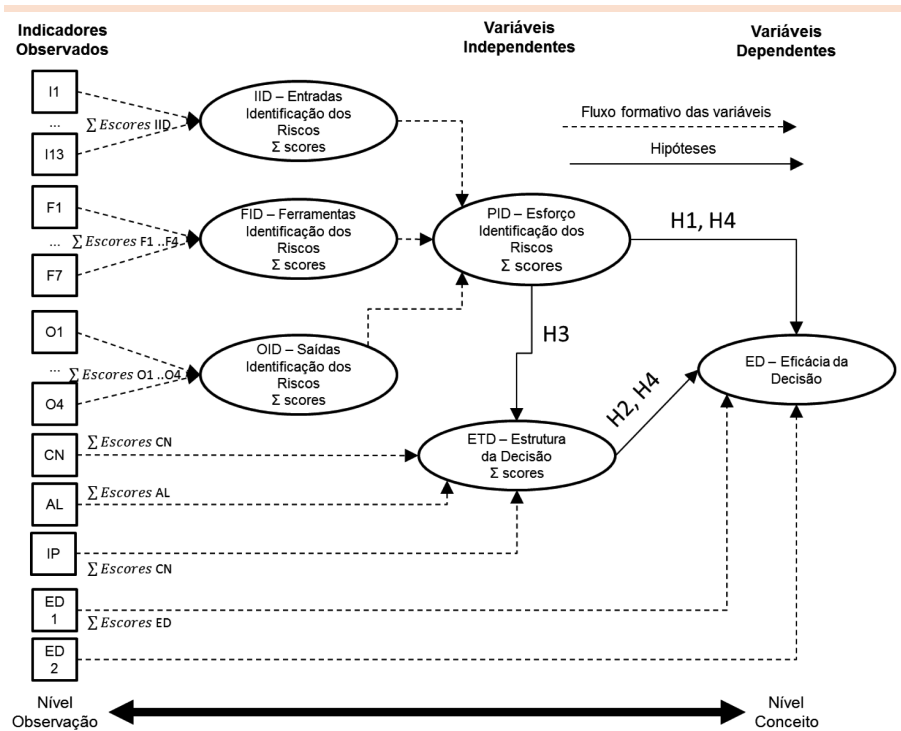 Indicadores
Observados
Variáveis
Independentes
Variáveis
Dependentes
I1
...
∑ Escores IID
I13
IID – Entradas
Identificação dos
Riscos
Σ scores
Fluxo formativo das variáveis
Hipóteses
F1
...
∑ Escores F1 ..F4
F7
FID – Ferramentas
Identificação dos
Riscos
Σ scores
PID – Esforço
Identificação dos
Riscos
Σ scores
H1, H4
O1
...
∑ Escores O1 ..O4
O4
OID – Saídas
Identificação dos
Riscos
Σ scores
H3
ED – Eficácia da
Decisão
H2, H4
CN
∑ Escores CN
ETD – Estrutura
da Decisão
Σ scores
AL
∑ Escores AL
IP
∑ Escores CN
ED
1
∑ Escores ED
ED
2
Nível
Observação
Nível
Conceito